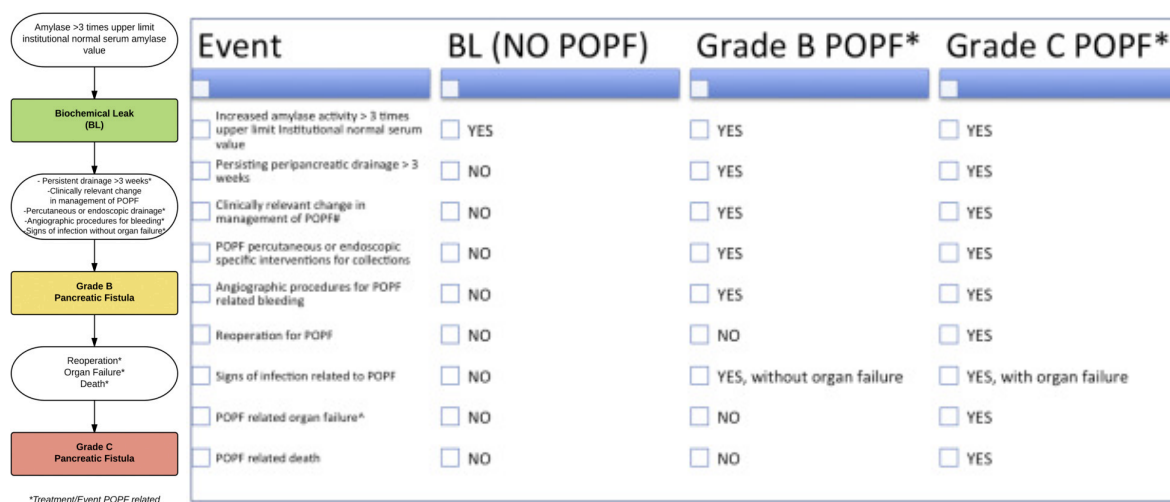 Amylase >3 times upper limit
institutional normal serum amylase
value
Biochemical Leak
(BL)
- Persistent drainage >3 weeks*
-Clinically relevant change
in management of POPF
-Percutaneous or endoscopic drainage*
-Angiographic procedures for bleeding*
-Signs of infection without organ failure*
Grade B
Pancreatic Fistula
Reoperation*
Organ Failure*
Death*
Grade C
Pancreatic Fistula
*Treatment/Event POPF related
Event BL (NO POPF) Grade B POPF* Grade C POPF*
Increased amylase activity > 3 times
upper limit Institutional normal serum
value
YES YES YES
Persisting peripancreatic drainage > 3
weeks
NO YES YES
Clinically relevant change in
management of POPF#
NO YES YES
POPF percutaneous or endoscopic
specific interventions for collections
NO YES YES
Angiographic procedures for POPF
related bleeding
NO YES YES
Reoperation for POPF NO NO YES
Signs of infection related to POPF NO YES, without organ failure YES, with organ failure
POPF related organ failure^ NO NO YES
POPF related death NO NO YES